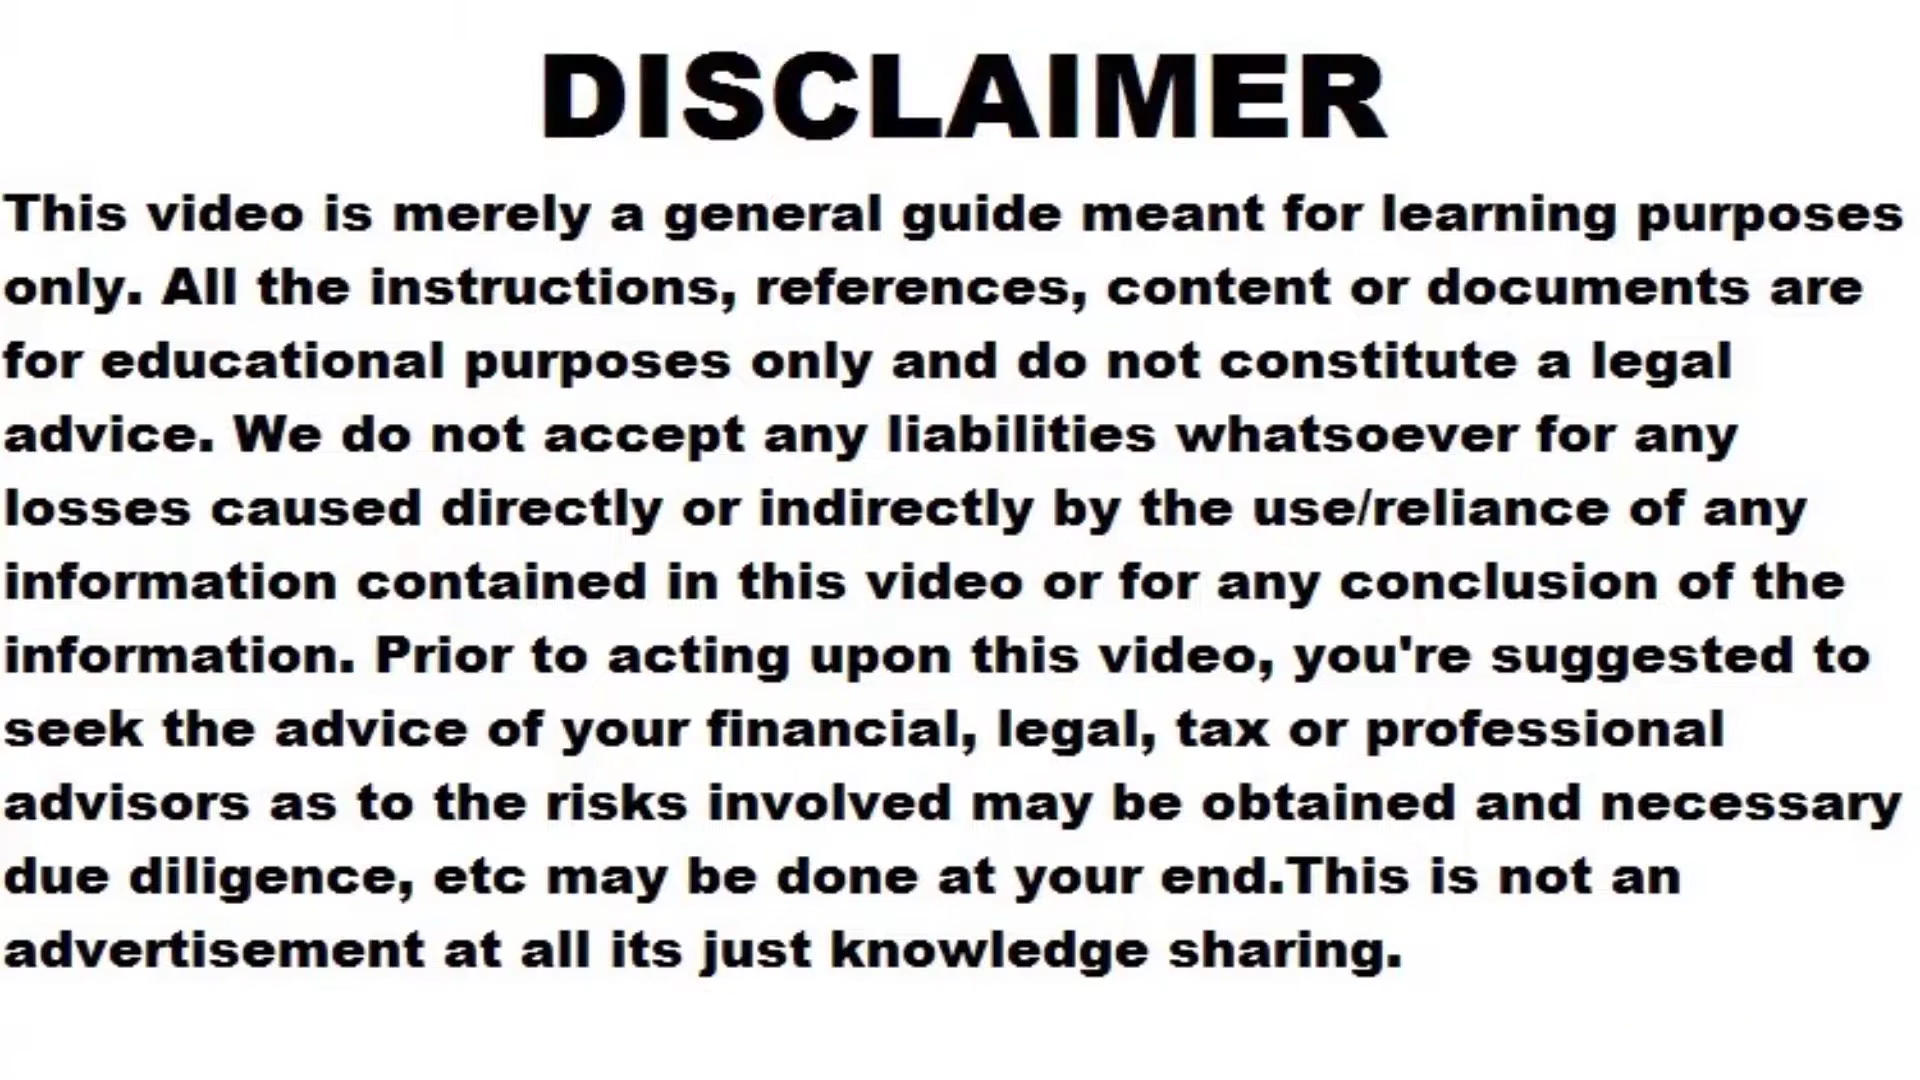 DISCLAIMER
This video is merely a general guide meant for learning purposes
only. All the instructions, references, content or documents are
for educational purposes only and do not constitute a legal
advice. We do not accept any liabilities whatsoever for any
losses caused directly or indirectly by the use/reliance of any
information contained in this video or for any conclusion of the
information. Prior to acting upon this video, you're suggested to
seek the advice of your financial, legal, tax or professional
advisors as to the risks involved may be obtained and necessary
due diligence, etc may be done at your end.This is not an
advertisement at all its just knowledge sharing.